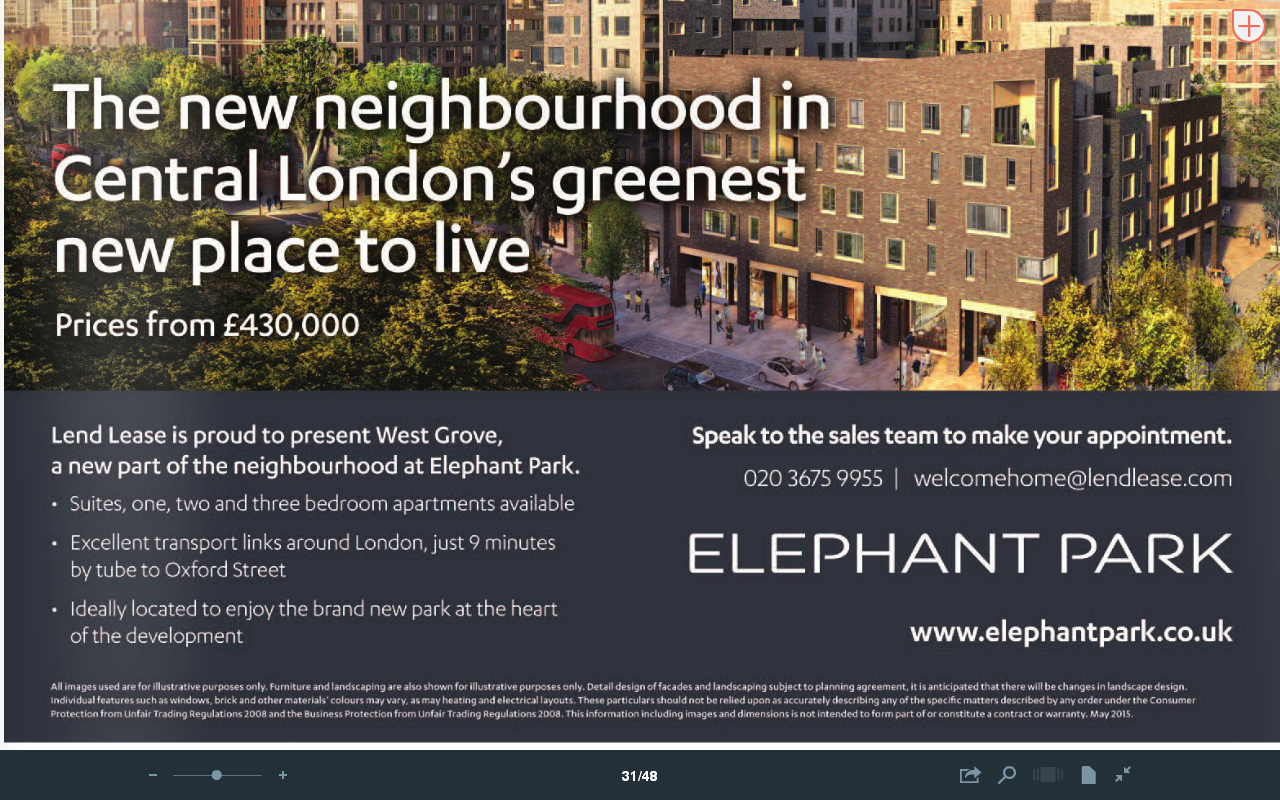 The new neighbourhood in
Central London's greenest
new place to live
Prices from £430,000
Lend Lease is proud to present West Grove,
a new part of the neighbourhood at Elephant Park.
• Suites, one, two and three bedroom apartments available
• Excellent transport links around London, just 9 minutes
by tube to Oxford Street
• Ideally located to enjoy the brand new park at the heart
of the development
Speak to the sales team to make your appointment.
020 3675 9955 | welcomehome@lendlease.com
ELEPHANT PARK
www.elephantpark.co.uk
All images used are for illustrative purposes only. Furniture and landscaping are also shown for illustrative purposes only. Detail design of facades and landscaping subject to planning agreement, it is anticipated that there will be changes in landscape design.
Individual features such as windows, brick and other materials' colours may vary, as may heating and electrical layouts. These particulars should not be relied upon as accurately describing any of the specific matters described by any order under the Consumer
Protection from Unfair Trading Regulations 2008 and the Business Protection from Unfair Trading Regulations 2008. This information including images and dimensions is not intended to form part of or constitute a contract or warranty. May 2015.
31/48